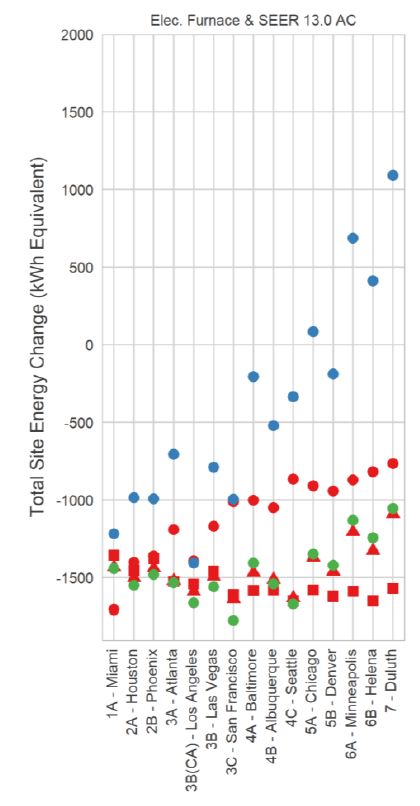 Elec. Furnace & SEER 13.0 AC
Total Site Energy Change (kWh Equivalent)
2000
1500
1000
500
0
-500
-1000
-1500
1A - Miami
2A - Houston
2B - Phoenix
3A - Atlanta
3B(CA) - Los Angeles
3B - Las Vegas
3C - San Francisco
4A - Baltimore
4B - Albuquerque
4C - Seattle
5A - Chicago
5B - Denver
6A - Minneapolis
6B - Helena
7 - Duluth